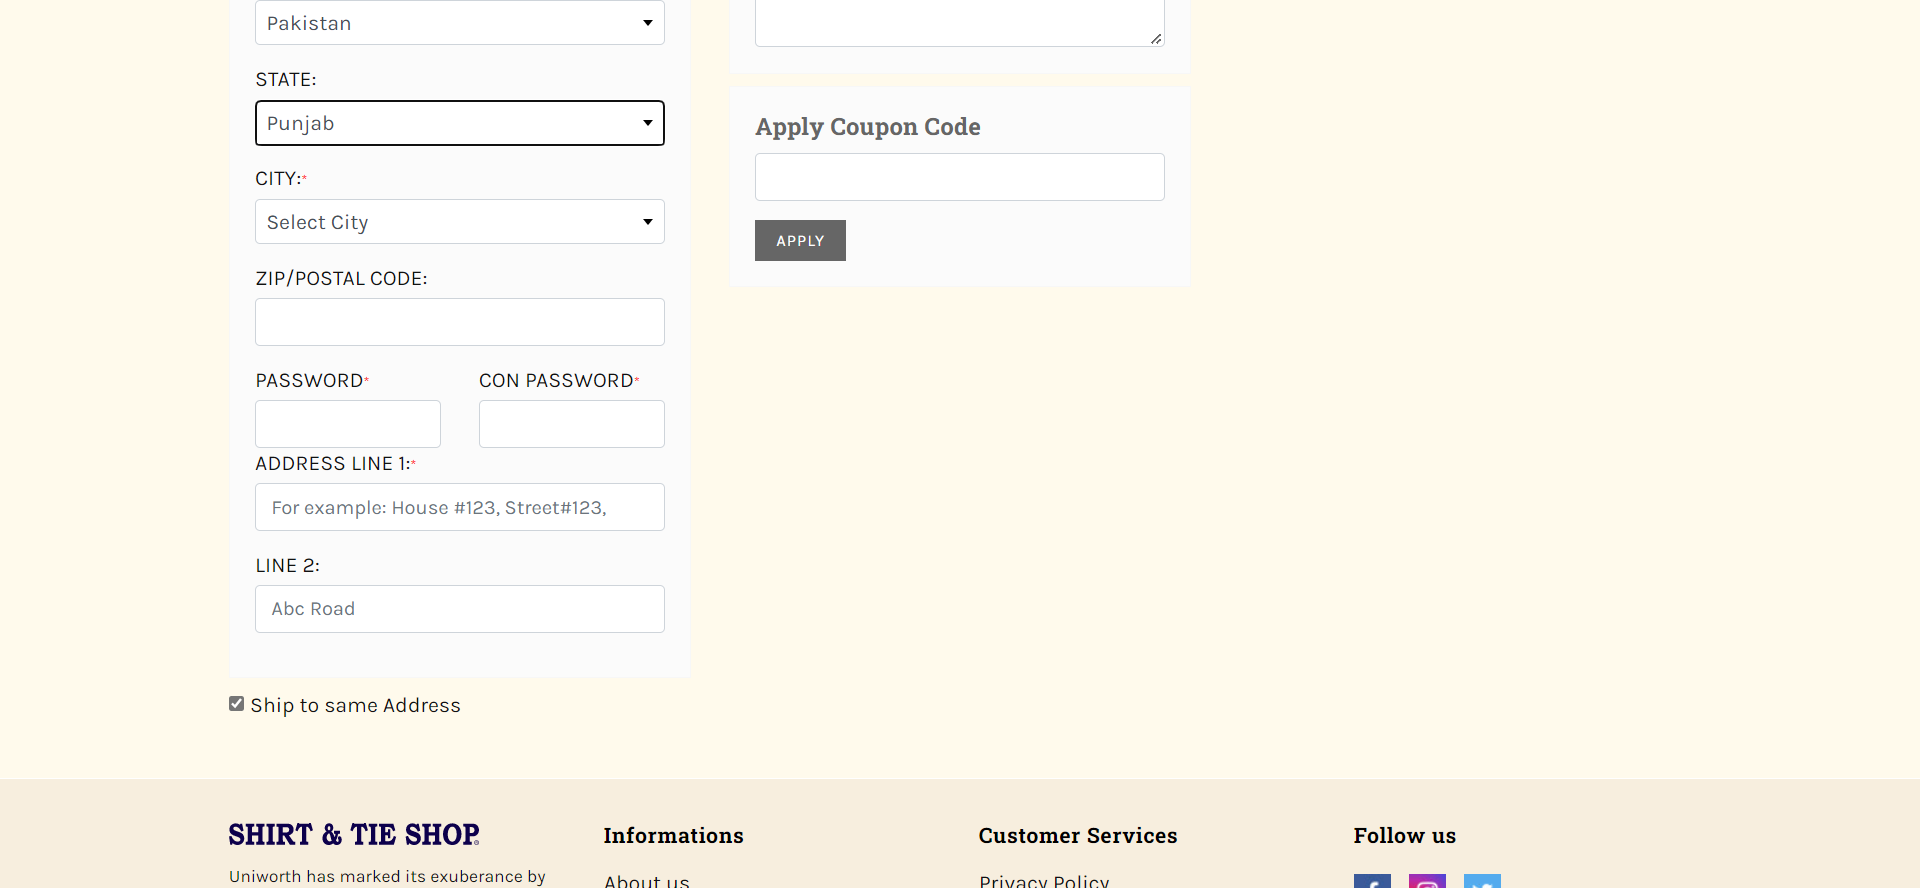 Pakistan
STATE:
Punjab
CITY:*
Select City
ZIP/POSTAL CODE:
PASSWORD*
CON PASSWORD*
ADDRESS LINE 1:*
For example: House #123, Street#123,
LINE 2:
Abc Road
Ship to same Address
Apply Coupon Code
APPLY
SHIRT & TIE SHOP®
Uniworth has marked its exuberance by
Informations
About us
Customer Services
Privacy Policy
Follow us